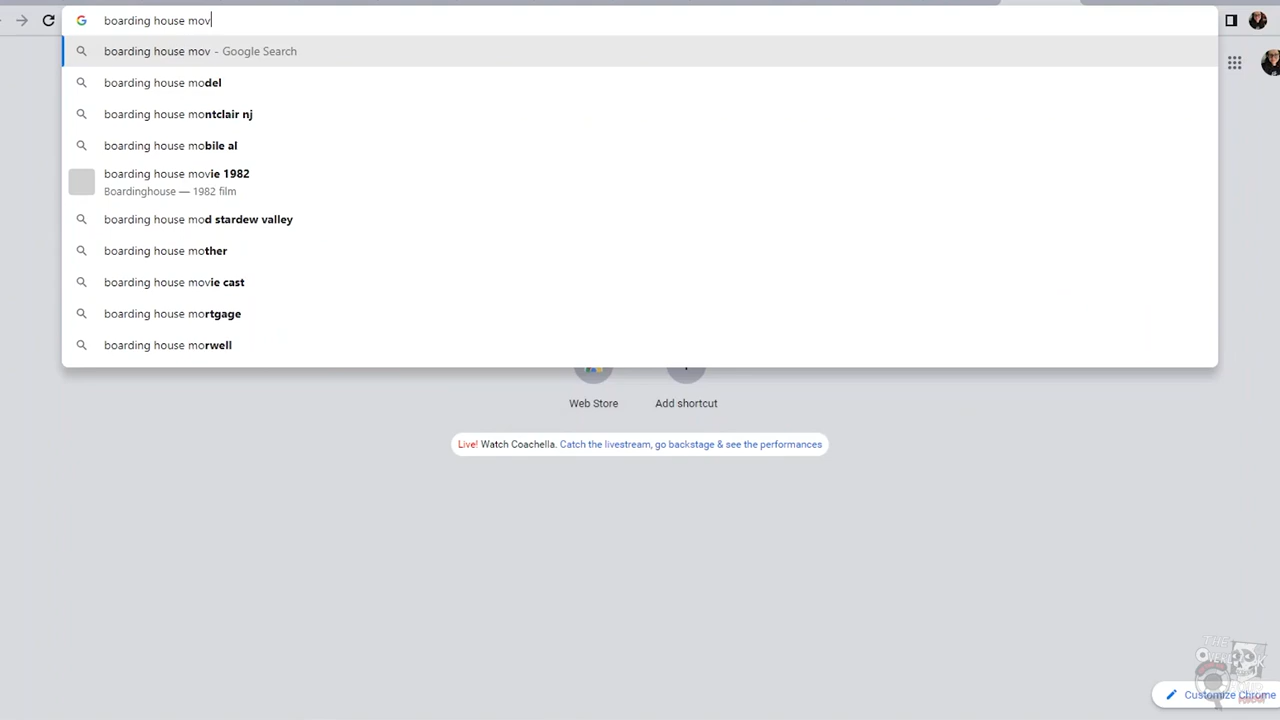 boarding house mov
boarding house mov - Google Search
boarding house model
boarding house montclair nj
boarding house mobile al
boarding house movie 1982
Boardinghouse — 1982 film
boarding house mod stardew valley
boarding house mother
boarding house movie cast
boarding house mortgage
boarding house morwell
Web Store
Add shortcut
Live! Watch Coachella. Catch the livestream, go backstage & see the performances
THE
Customize Chrome
PODCAST